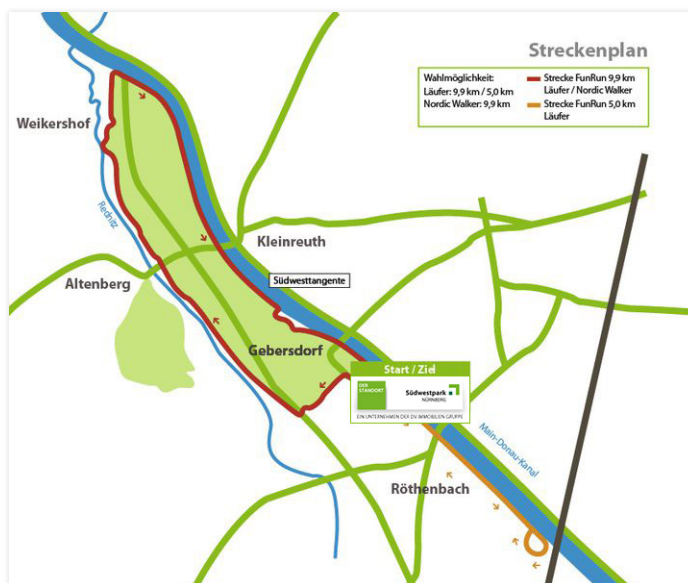 Streckenplan
Wahlmöglichkeit:
Läufer: 9,9 km / 5,0 km
Nordic Walker: 9,9 km
Strecke FunRun 9,9 km
Läufer / Nordic Walker
Strecke FunRun 5,0 km
Läufer
Weikershof
Rednitz
Kleinreuth
Südwesttangente
Altenberg
Gebersdorf
Start / Ziel
DER
STANDORT
Südwestpark
NÜRNBERG
EIN UNTERNEHMEN DER DV IMMOBILIEN GRUPPE
Main-Donau-Kanal
Röthenbach